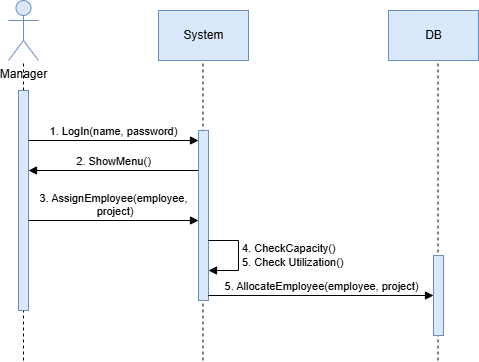 System
DB
Manager
1. LogIn(name, password)
2. ShowMenu()
3. AssignEmployee(employee,
project)
4. CheckCapacity()
5. Check Utilization()
5. AllocateEmployee(employee, project)